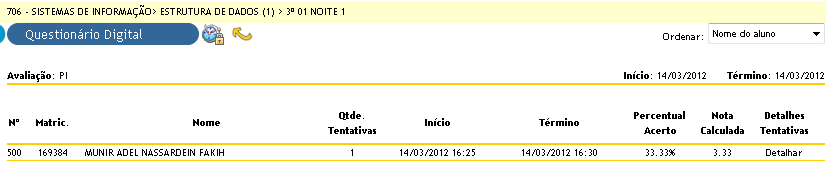 706 - SISTEMAS DE INFORMAÇÃO> ESTRUTURA DE DADOS (1) > 3º 01 NOITE 1
Questionário Digital
Ordenar: Nome do aluno
Avaliação: PI Início: 14/03/2012 Término: 14/03/2012
Nº Matric. Nome Qtde. Tentativas Início Término Percentual Acerto Nota Calculada Detalhes Tentativas
500 169384 MUNIR ADEL NASSARDEIN FAKIH 1 14/03/2012 16:25 14/03/2012 16:30 33.33% 3.33 Detalhar